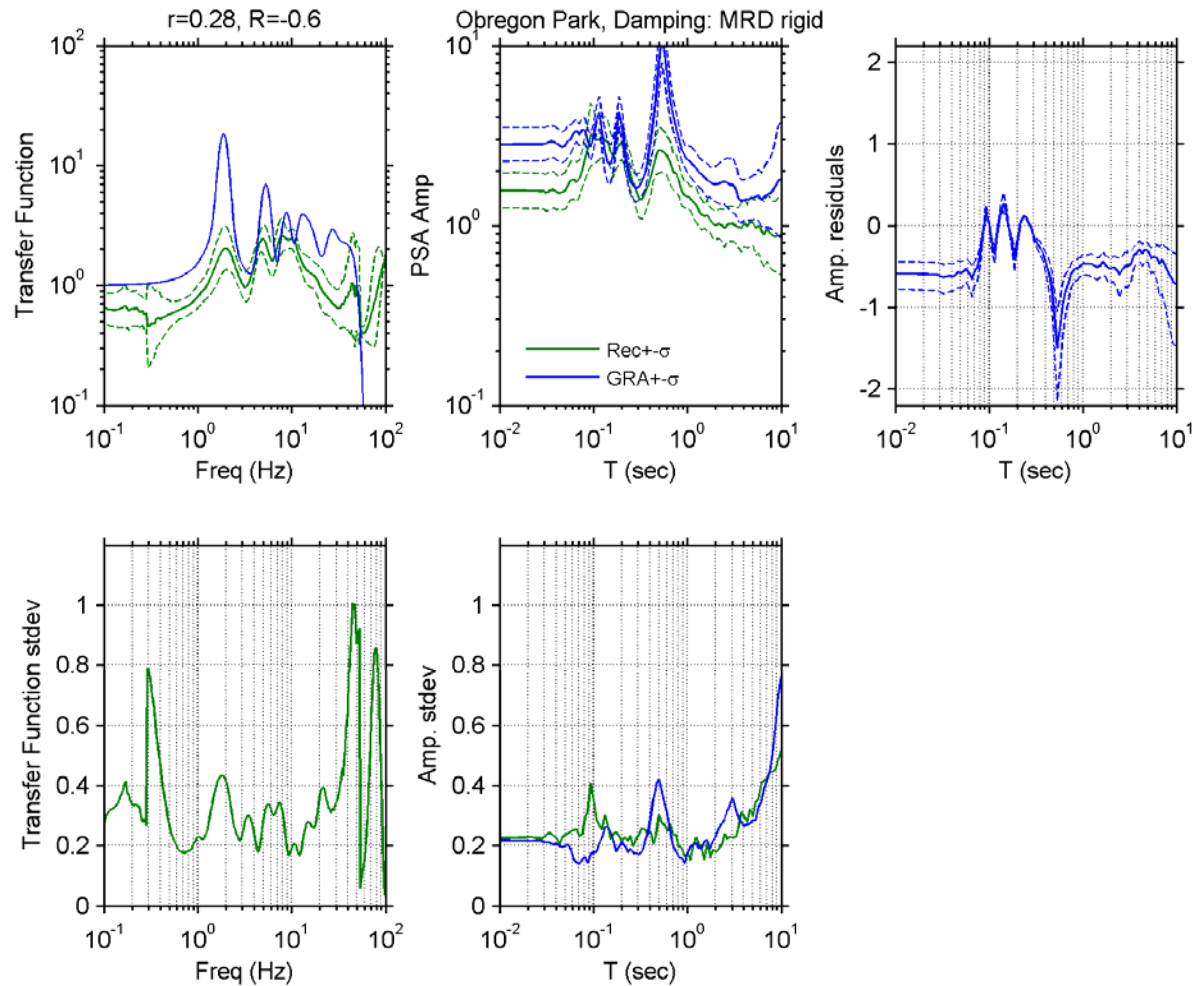 r=0.28, R=-0.6
Obregon Park, Damping: MRD rigid
Transfer Function
10^2
10^1
10^0
10^-1
10^-1 10^0 10^1 10^2
Freq (Hz)
PSA Amp
10^1
10^0
10^-1
Rec+-σ
GRA+-σ
10^-2 10^-1 10^0 10^1
T (sec)
Amp. residuals
2
1
0
-1
-2
10^-2 10^-1 10^0 10^1
T (sec)
Transfer Function stdev
1
0.8
0.6
0.4
0.2
0
10^-1 10^0 10^1 10^2
Freq (Hz)
Amp. stdev
1
0.8
0.6
0.4
0.2
0
10^-2 10^-1 10^0 10^1
T (sec)